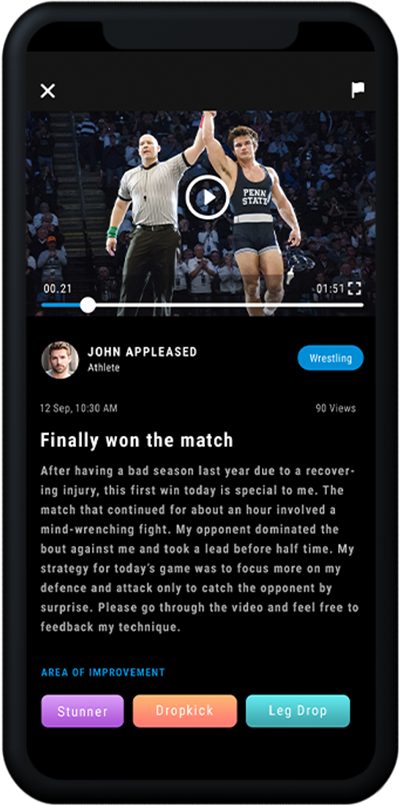 PENN
STATE
00.21
01:51
JOHN APPLEASED
Athlete
Wrestling
12 Sep, 10:30 AM
90 Views
Finally won the match
After having a bad season last year due to a recover-
ing injury, this first win today is special to me. The
match that continued for about an hour involved a
mind-wrenching fight. My opponent dominated the
bout against me and took a lead before half time. My
strategy for today's game was to focus more on my
defence and attack only to catch the opponent by
surprise. Please go through the video and feel free to
feedback my technique.
AREA OF IMPROVEMENT
Stunner
Dropkick
Leg Drop